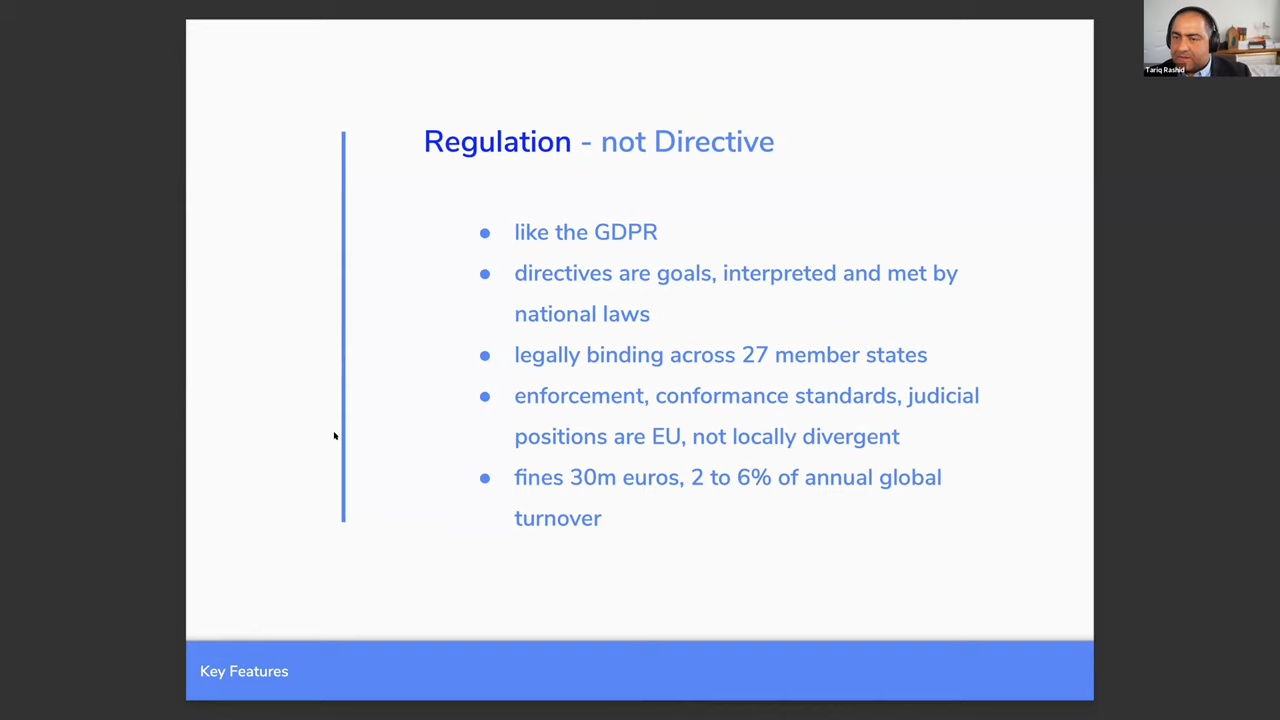 Tariq Rashid
Regulation - not Directive
● like the GDPR
● directives are goals, interpreted and met by
national laws
● legally binding across 27 member states
● enforcement, conformance standards, judicial
positions are EU, not locally divergent
● fines 30m euros, 2 to 6% of annual global
turnover
Key Features